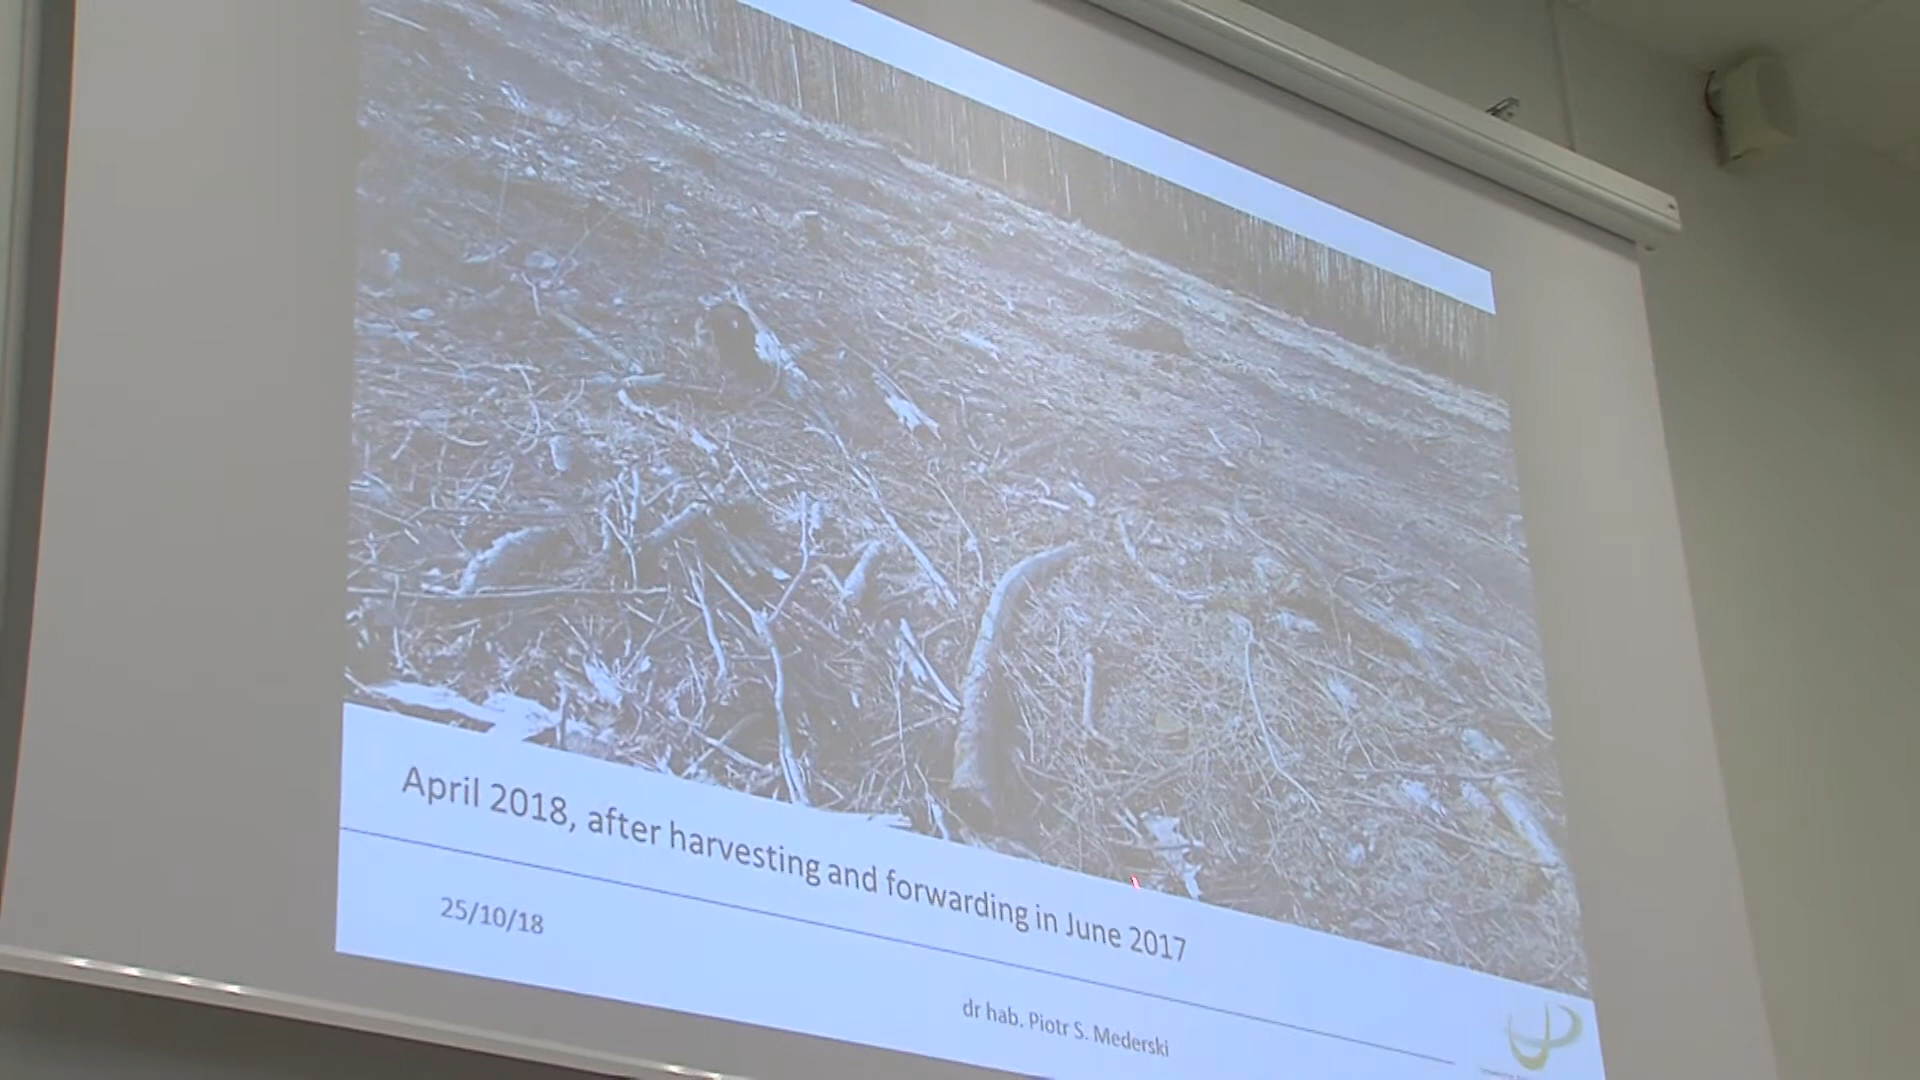 April 2018, after harvesting and forwarding in June 2017
25/10/18
dr hab. Piotr S. Mederski